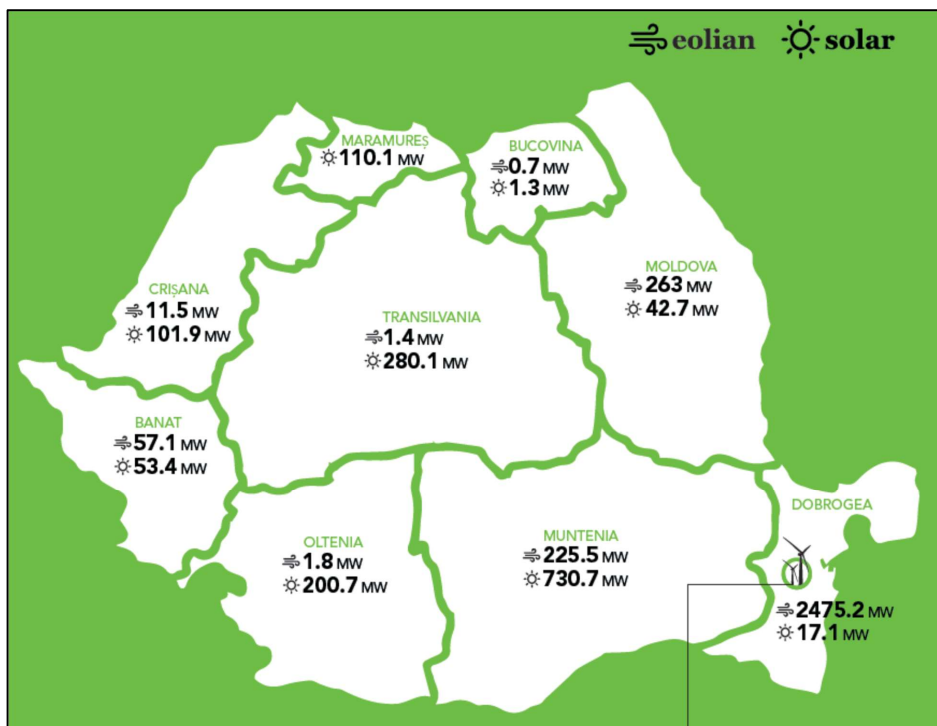 eolian solar
MARAMUREȘ
110.1 MW
BUCOVINA
0.7 MW
1.3 MW
MOLDOVA
263 MW
42.7 MW
CRIȘANA
11.5 MW
101.9 MW
TRANSILVANIA
1.4 MW
280.1 MW
BANAT
57.1 MW
53.4 MW
OLTENIA
1.8 MW
200.7 MW
MUNTENIA
225.5 MW
730.7 MW
DOBROGEA
2475.2 MW
17.1 MW